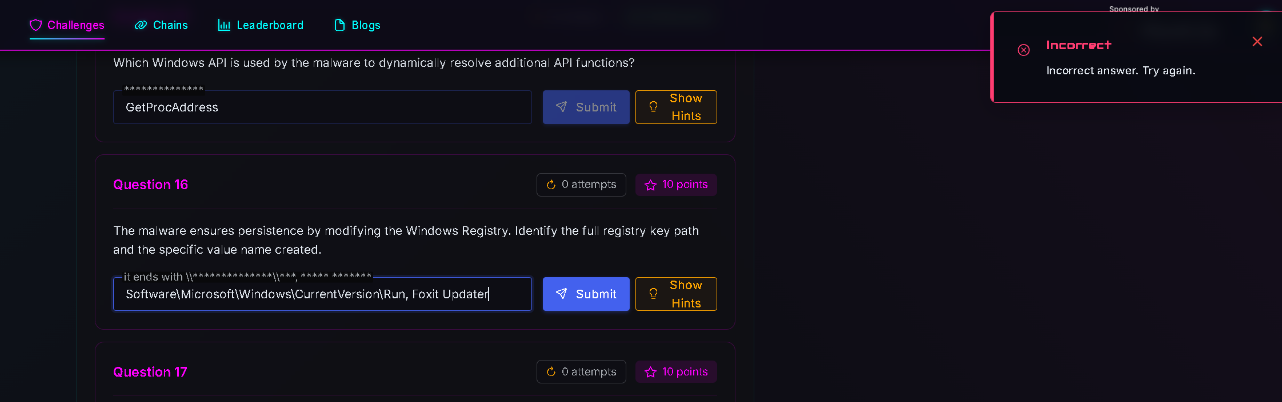 Sponsored by
Challenges
Chains
Leaderboard
Blogs
Incorrect
Incorrect answer. Try again.
Which Windows API is used by the malware to dynamically resolve additional API functions?
**************
GetProcAddress
Submit
Show
Hints
Question 16
0 attempts
10 points
The malware ensures persistence by modifying the Windows Registry. Identify the full registry key path
and the specific value name created.
it ends with \\**************\\***, ***** *******
Software\Microsoft\Windows\CurrentVersion\Run, Foxit Updater
Submit
Show
Hints
Question 17
0 attempts
10 points